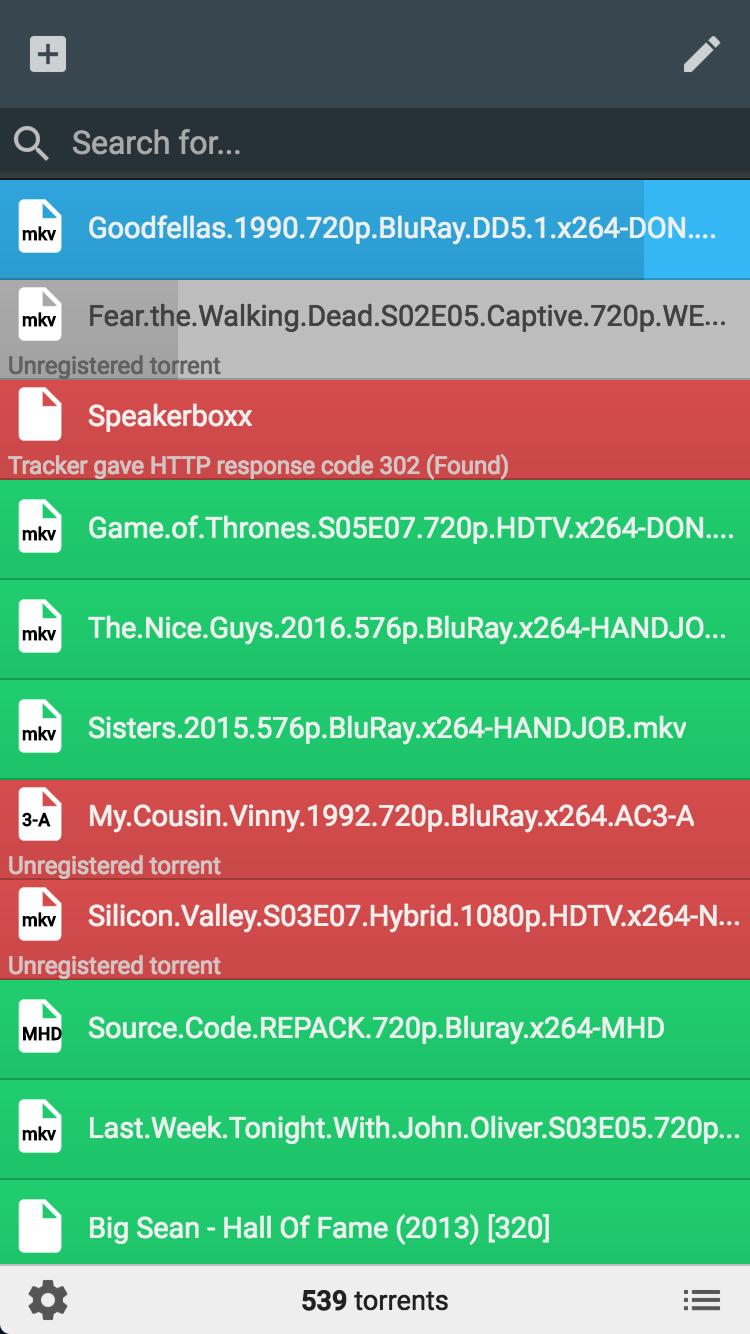 Search for...
mkv Goodfellas.1990.720p.BluRay.DD5.1.x264-DON....
mkv Fear.the.Walking.Dead.S02E05.Captive.720p.WE...
Unregistered torrent
Speakerboxx
Tracker gave HTTP response code 302 (Found)
mkv Game.of.Thrones.S05E07.720p.HDTV.x264-DON....
mkv The.Nice.Guys.2016.576p.BluRay.x264-HANDJO...
mkv Sisters.2015.576p.BluRay.x264-HANDJOB.mkv
3-A My.Cousin.Vinny.1992.720p.BluRay.x264.AC3-A
Unregistered torrent
mkv Silicon.Valley.S03E07.Hybrid.1080p.HDTV.x264-N...
Unregistered torrent
MHD Source.Code.REPACK.720p.Bluray.x264-MHD
mkv Last.Week.Tonight.With.John.Oliver.S03E05.720p...
Big Sean - Hall Of Fame (2013) [320]
539 torrents